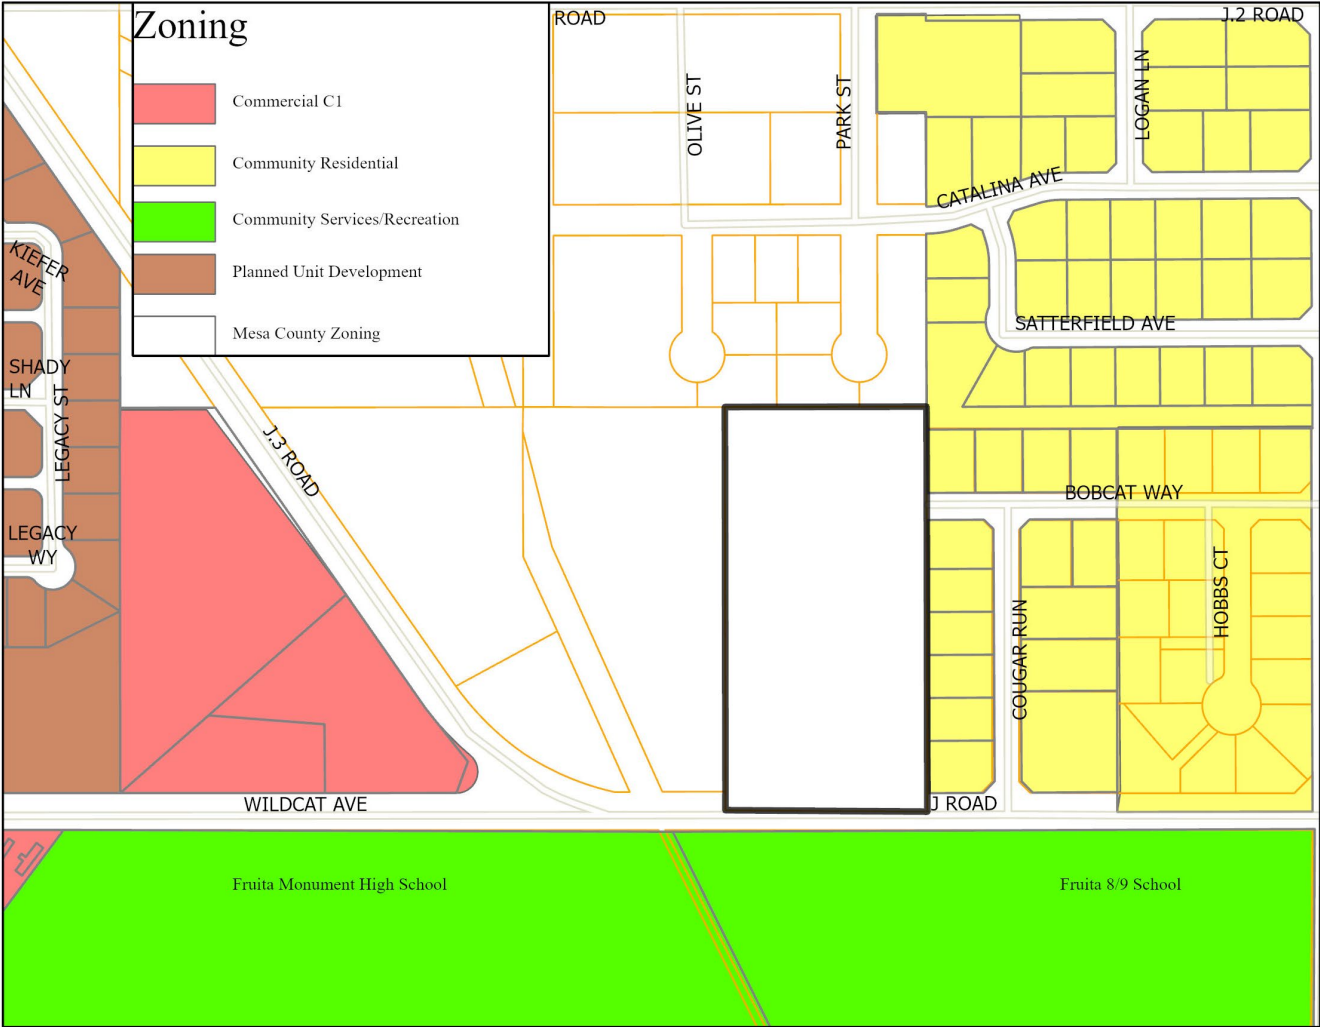 Zoning
Commercial C1
Community Residential
Community Services/Recreation
Planned Unit Development
Mesa County Zoning
ROAD
J.2 ROAD
OLIVE ST
PARK ST
LOGAN LN
CATALINA AVE
KIEFER
AVE
SATTERFIELD AVE
SHADY
LN
LEGACY ST
J.3 ROAD
BOBCAT WAY
LEGACY
WY
HOBBS CT
COUGAR RUN
WILDCAT AVE
J ROAD
Fruita Monument High School
Fruita 8/9 School